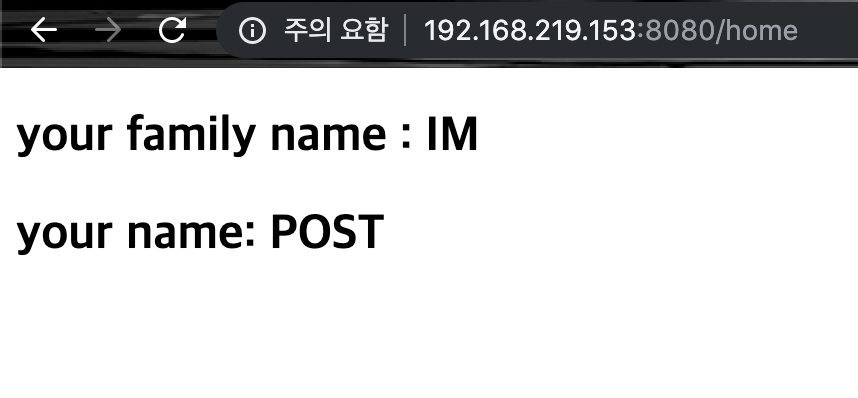 주의 요함 | 192.168.219.153:8080/home
your family name : IM
your name: POST